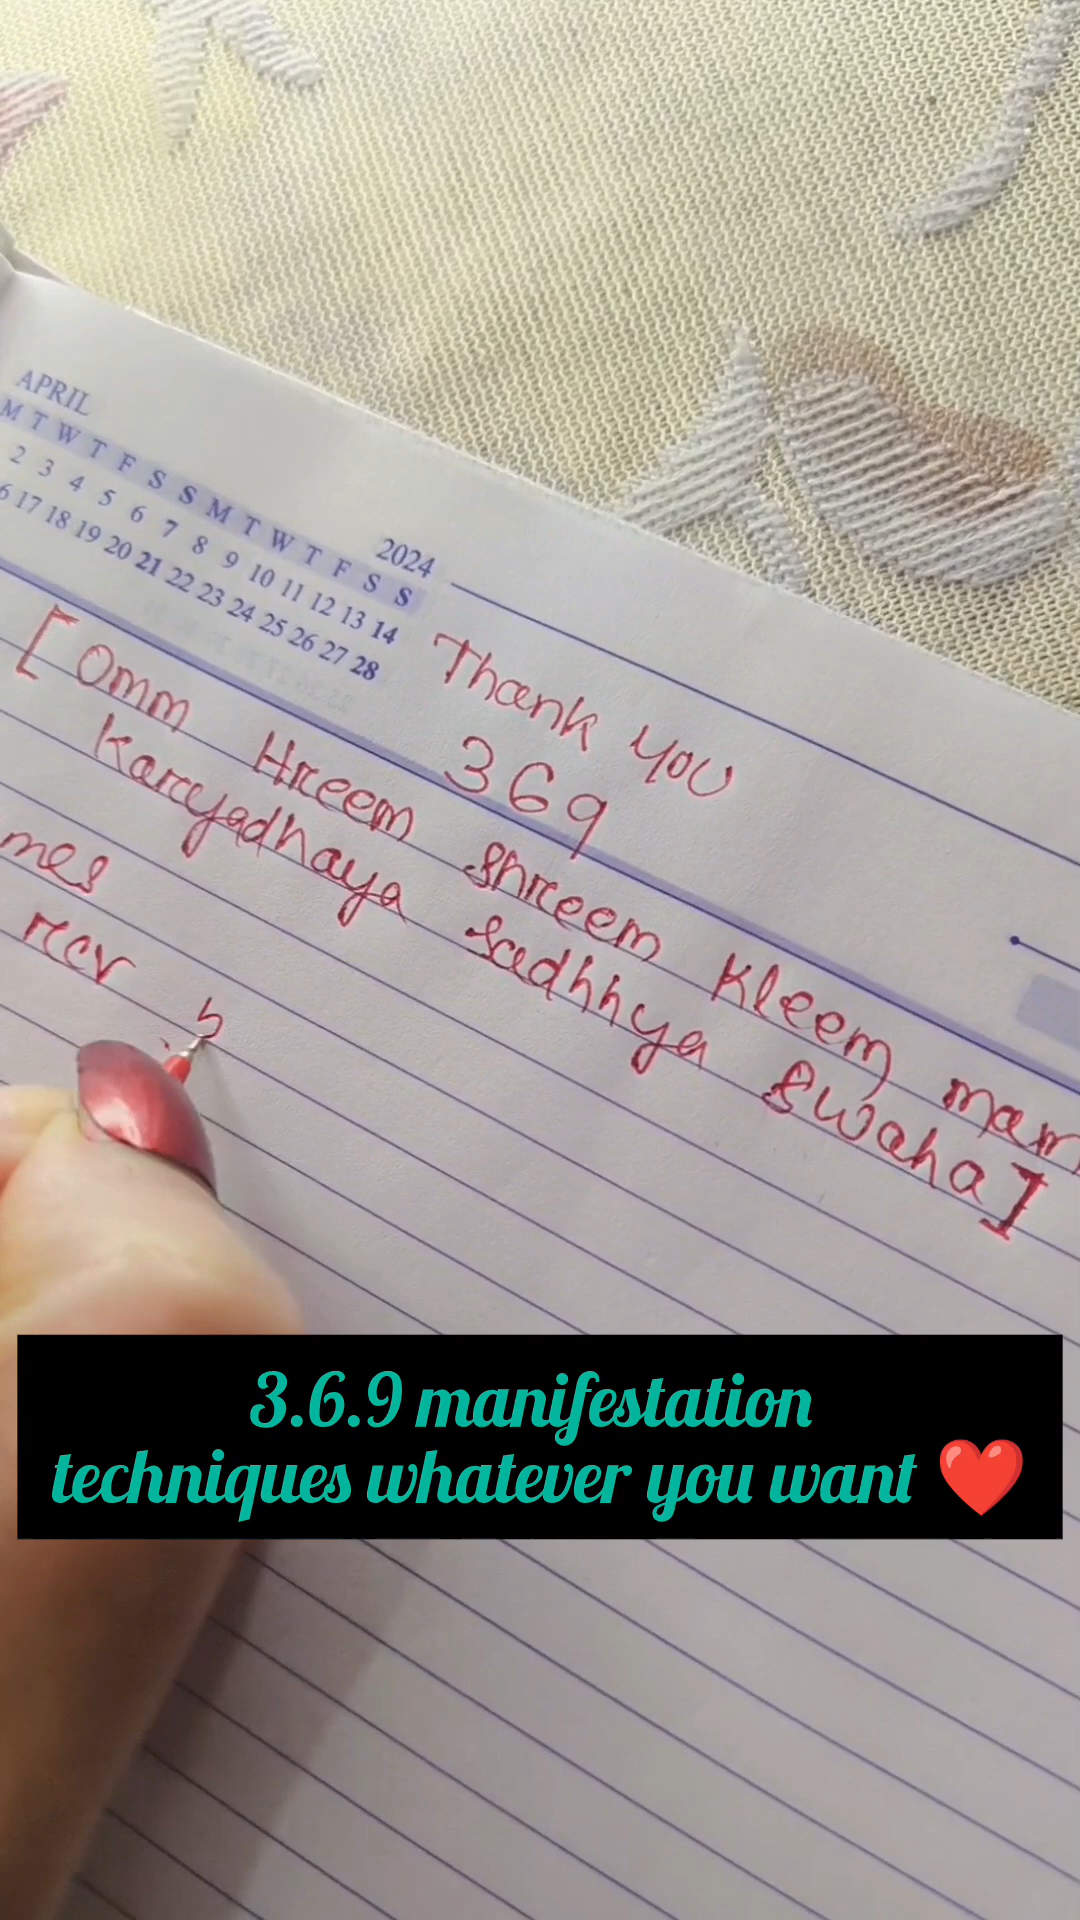 APRIL
2024
M T W T F S S M T W T F S S
2 3 4 5 6 7 8 9 10 11 12 13 14
6 17 18 19 20 21 22 23 24 25 26 27 28
Thank you
369
[Omm Hreem Shreem Kleem mam
Karyadhaya Sadhhya Swaha]
mes
3.6.9 manifestation
techniques whatever you want ❤️